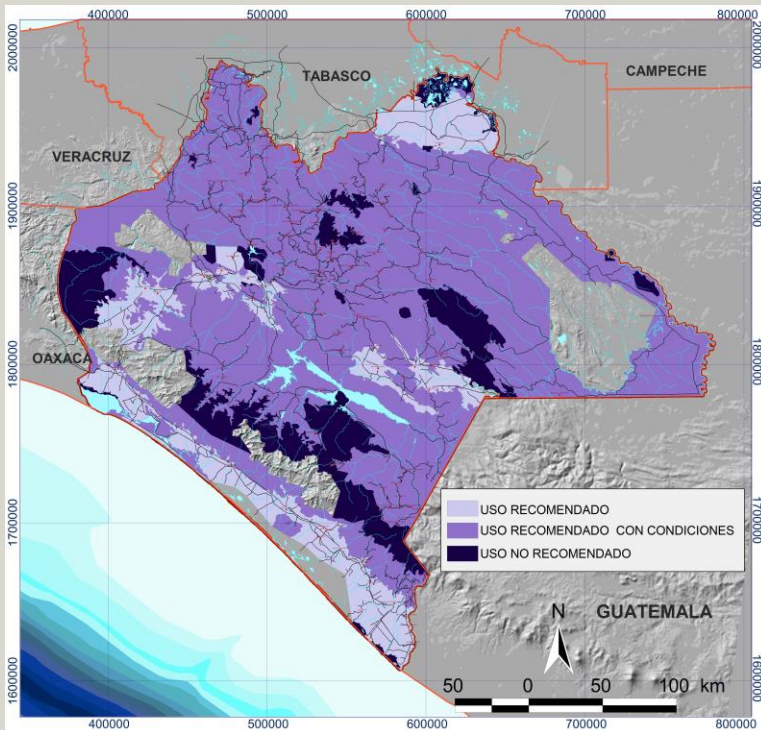 400000 500000 600000 700000 800000
2000000 2000000
TABASCO
CAMPECHE
VERACRUZ
1900000 1900000
OAXACA
1800000 1800000
USO RECOMENDADO
USO RECOMENDADO CON CONDICIONES
USO NO RECOMENDADO
1700000 1700000
GUATEMALA
N
50 0 50 100 km
1600000 1600000
400000 500000 600000 700000 800000